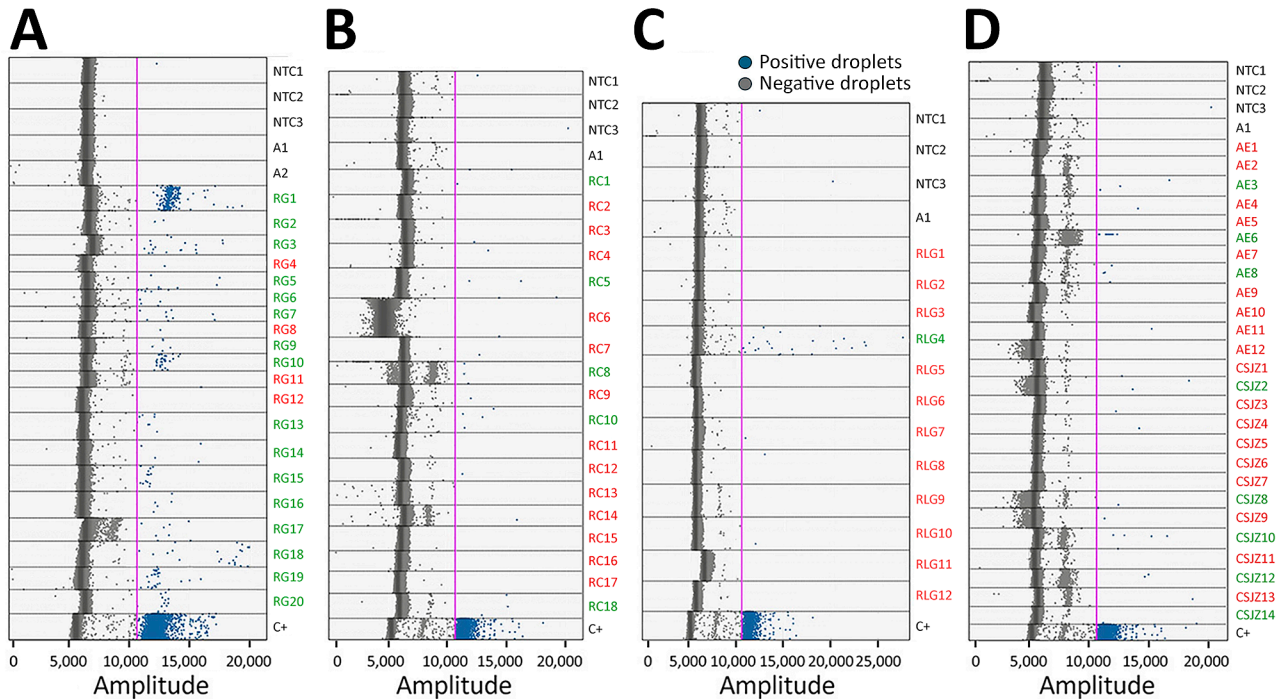 A
B
C
D
Positive droplets
Negative droplets
NTC1
NTC2
NTC3
A1
A2
RG1
RG2
RG3
RG4
RG5
RG6
RG7
RG8
RG9
RG10
RG11
RG12
RG13
RG14
RG15
RG16
RG17
RG18
RG19
RG20
C+
0 5,000 10,000 15,000 20,000
Amplitude
NTC1
NTC2
NTC3
A1
RC1
RC2
RC3
RC4
RC5
RC6
RC7
RC8
RC9
RC10
RC11
RC12
RC13
RC14
RC15
RC16
RC17
RC18
C+
0 5,000 10,000 15,000 20,000
Amplitude
NTC1
NTC2
NTC3
A1
RLG1
RLG2
RLG3
RLG4
RLG5
RLG6
RLG7
RLG8
RLG9
RLG10
RLG11
RLG12
C+
0 5,000 10,000 15,000 20,000 25,000
Amplitude
NTC1
NTC2
NTC3
A1
AE1
AE2
AE3
AE4
AE5
AE6
AE7
AE8
AE9
AE10
AE11
AE12
CSJZ1
CSJZ2
CSJZ3
CSJZ4
CSJZ5
CSJZ6
CSJZ7
CSJZ8
CSJZ9
CSJZ10
CSJZ11
CSJZ12
CSJZ13
CSJZ14
C+
0 5,000 10,000 15,000 20,000
Amplitude